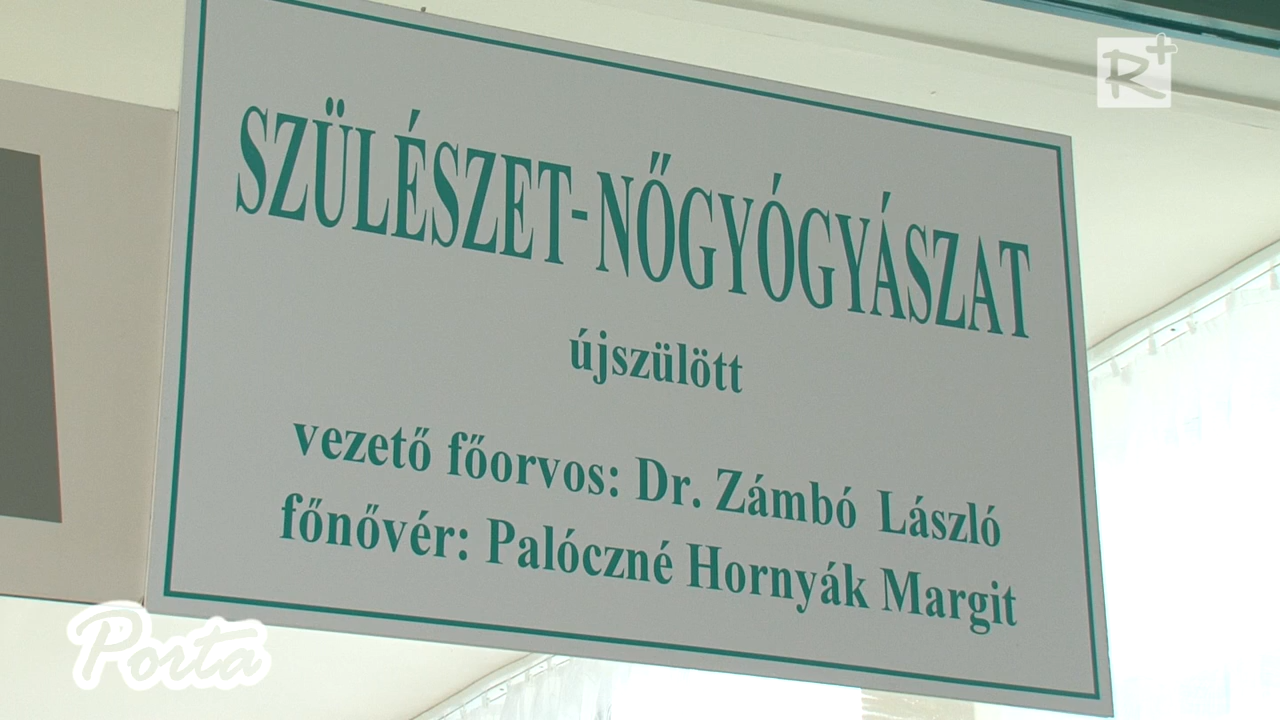 R+
SZÜLÉSZET-NŐGYÓGYÁSZAT
újszülött
vezető főorvos: Dr. Zámbó László
főnővér: Palóczné Hornyák Margit
Porta